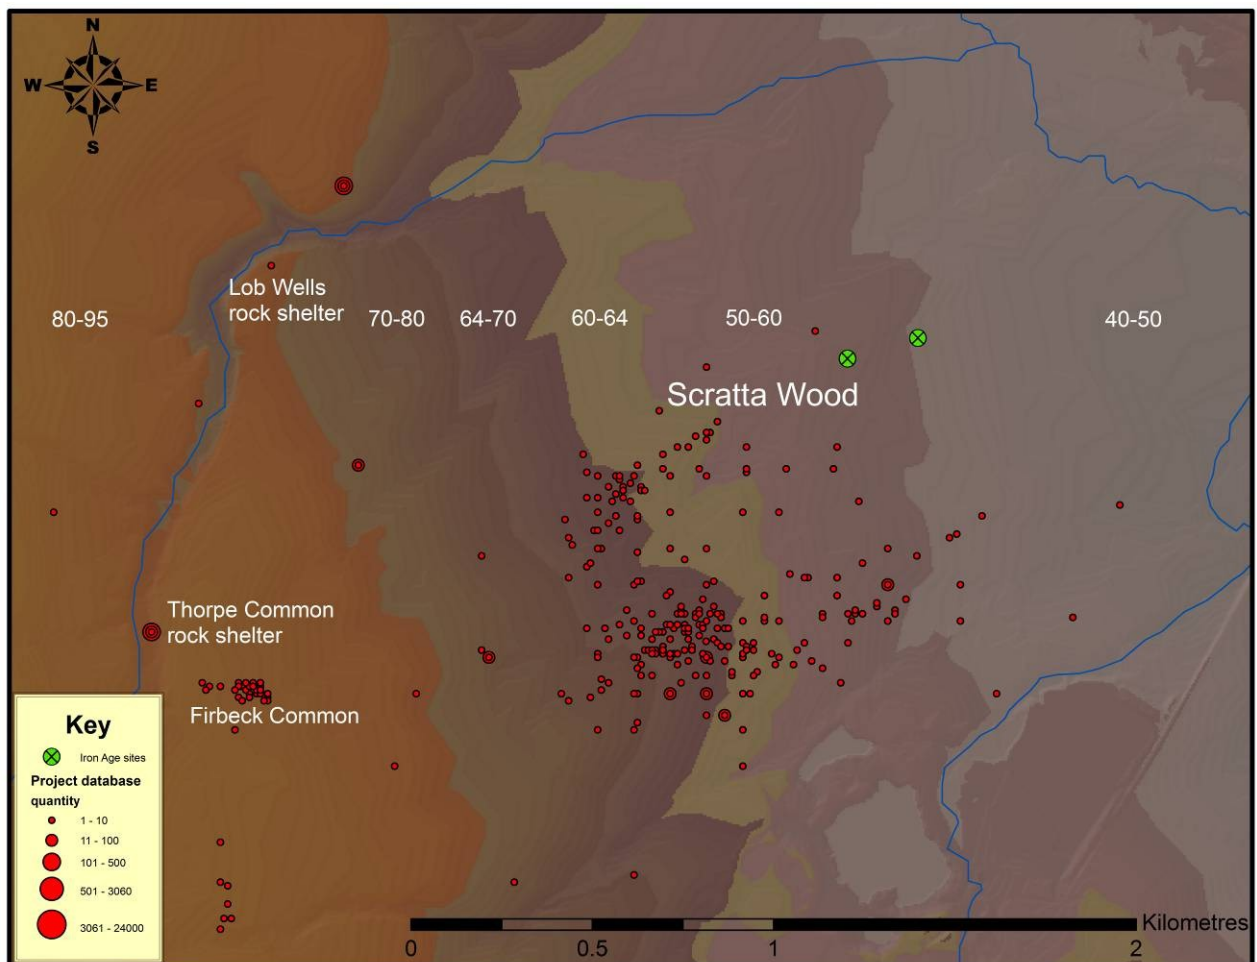 N
W E
S
Lob Wells
rock shelter
80-95 70-80 64-70 60-64 50-60 40-50
Scratta Wood
Thorpe Common
rock shelter
Firbeck Common
Key
Iron Age sites
Project database
quantity
1 - 10
11 - 100
101 - 500
501 - 3060
3061 - 24000
Kilometres
0 0.5 1 2